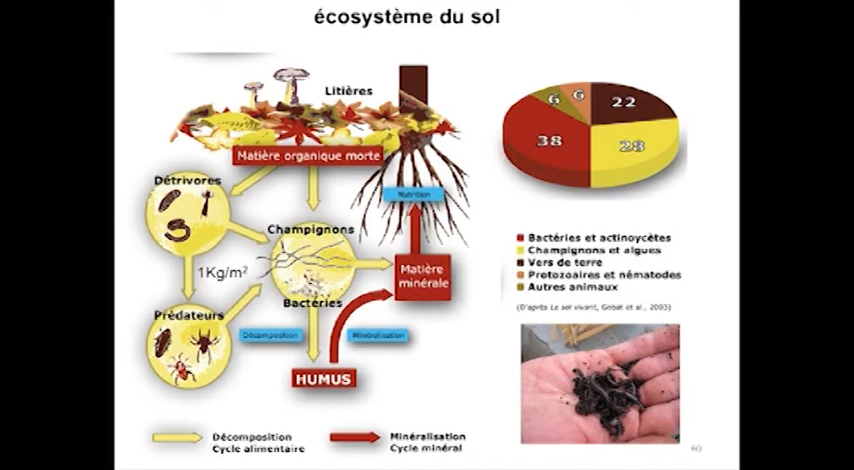 écosystème du sol
Litières
Matière organique morte
Détrivores
Nutrition
Champignons
1Kg/m²
Matière
minérale
Bactéries
Prédateurs
Décomposition
Minéralisation
HUMUS
Décomposition
Cycle alimentaire
Minéralisation
Cycle minéral
6
6
22
38
28
Bactéries et actinoycètes
Champignons et algues
Vers de terre
Protozoaires et nématodes
Autres animaux
(D'après Le sol vivant, Gobat et al., 2003)
60